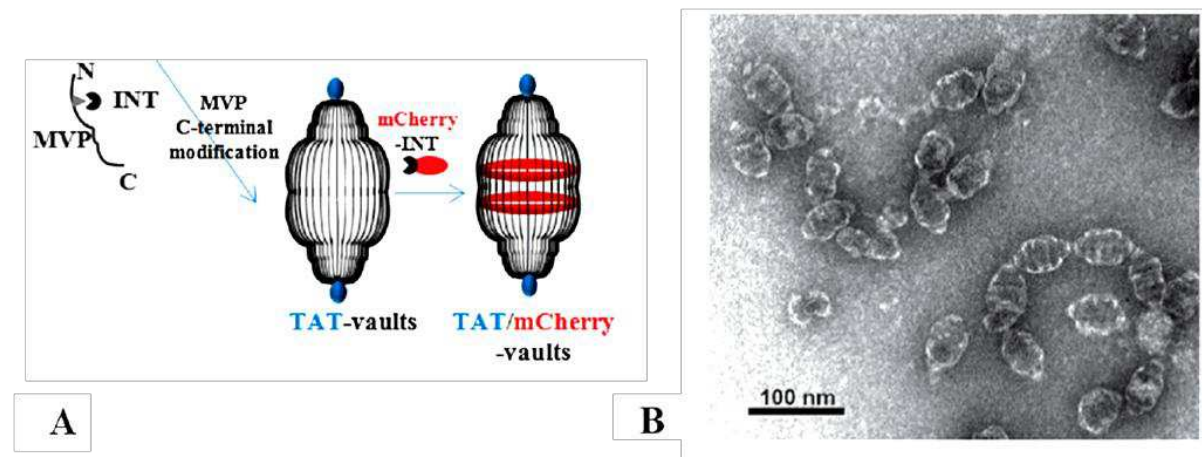 N
INT
MVP
C
MVP
C-terminal
modification
mCherry
-INT
TAT-vaults
TAT/mCherry
-vaults
A
B
100 nm